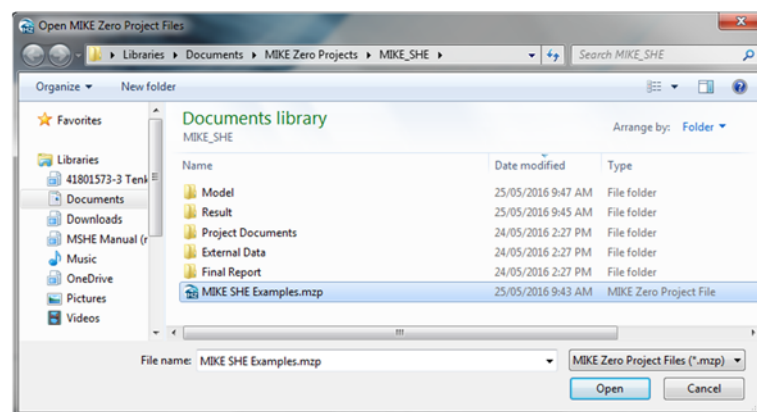 Open MIKE Zero Project Files
Libraries Documents MIKE Zero Projects MIKE_SHE Search MIKE_SHE
Organize New folder
Favorites
Libraries
41801573-3 Tenk
Documents
Downloads
MSHE Manual (r
Music
OneDrive
Pictures
Videos
Documents library
MIKE_SHE
Arrange by: Folder
Name Date modified Type
Model 25/05/2016 9:47 AM File folder
Result 25/05/2016 9:45 AM File folder
Project Documents 24/05/2016 2:27 PM File folder
External Data 24/05/2016 2:27 PM File folder
Final Report 24/05/2016 2:27 PM File folder
MIKE SHE Examples.mzp 25/05/2016 9:43 AM MIKE Zero Project File
File name: MIKE SHE Examples.mzp MIKE Zero Project Files (*.mzp)
Open Cancel